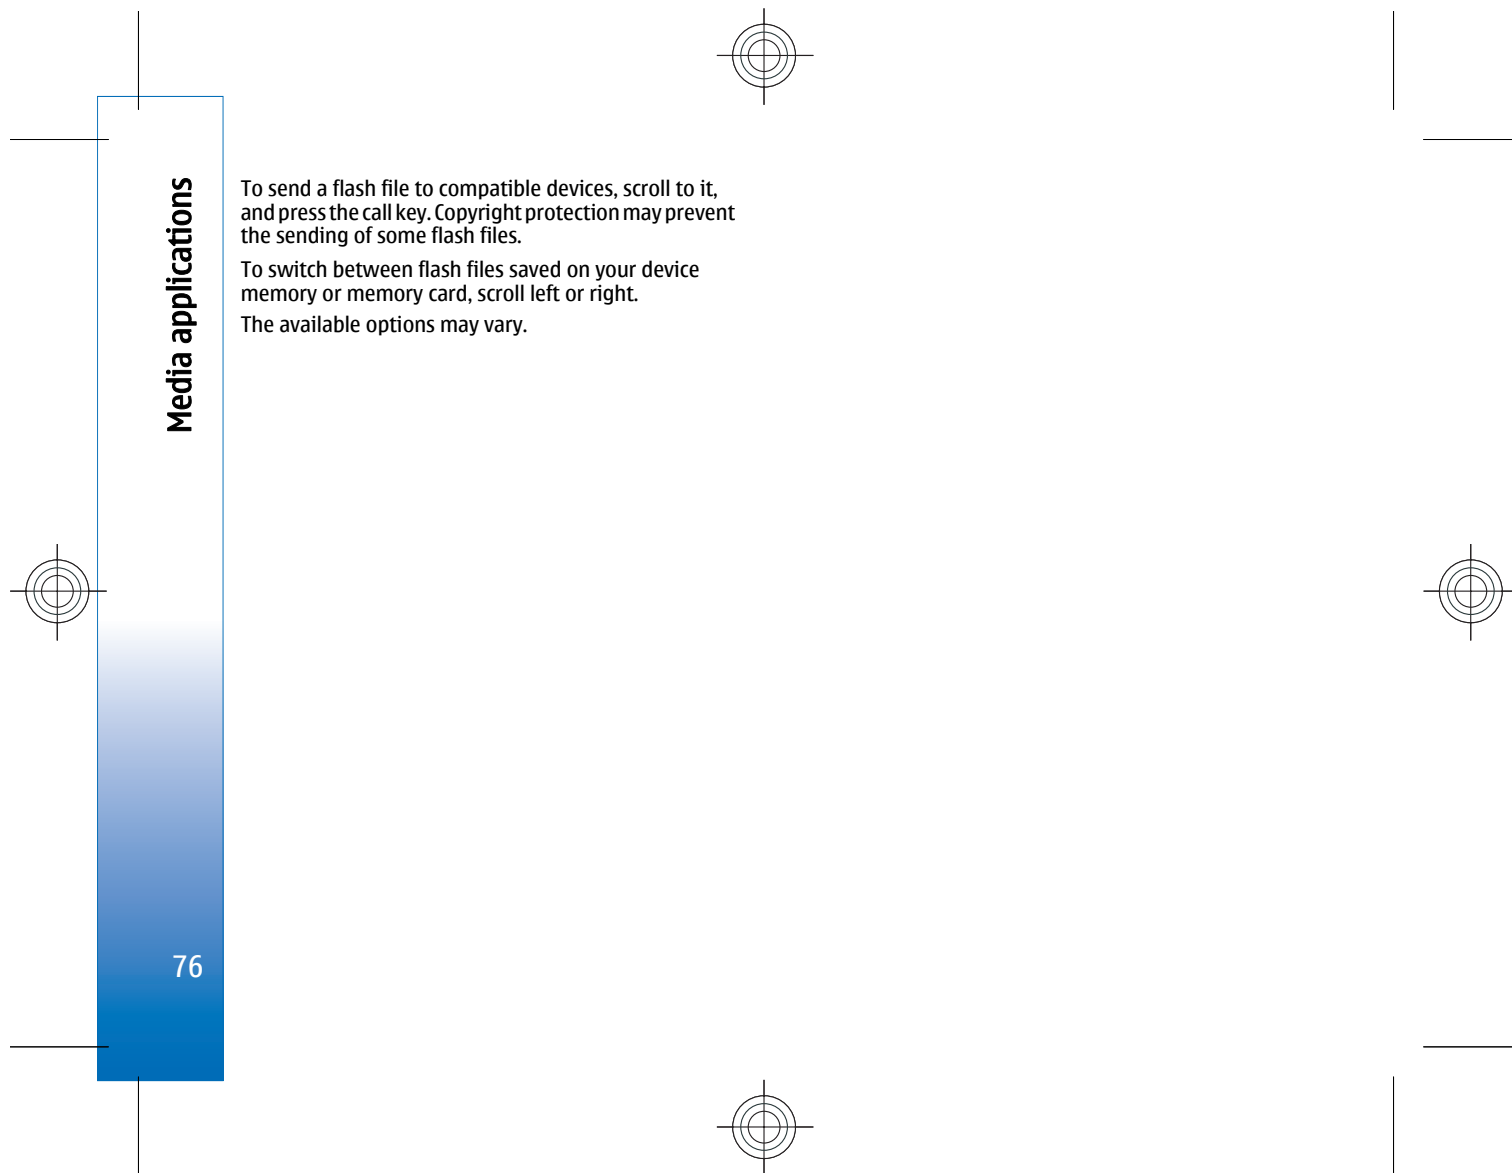 Media applications
To send a flash file to compatible devices, scroll to it,
and press the call key. Copyright protection may prevent
the sending of some flash files.
To switch between flash files saved on your device
memory or memory card, scroll left or right.
The available options may vary.
76